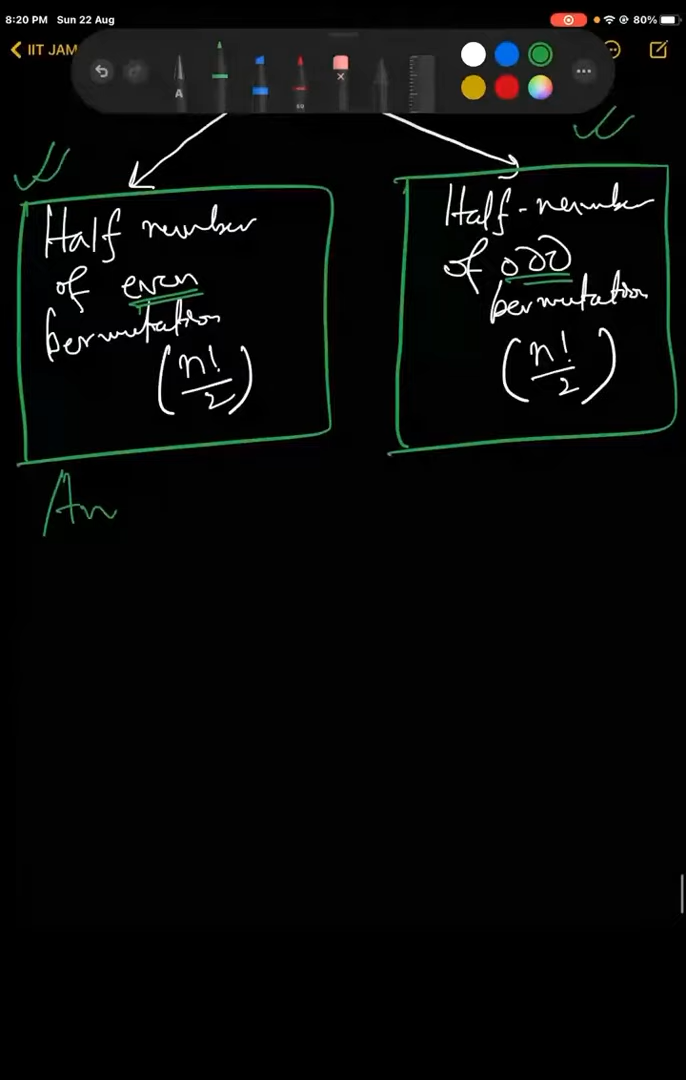 8:20 PM Sun 22 Aug
80%
IIT JAM
A
50
Half number
of even
permutation
(n!/2)
Half-number
of odd
permutation
(n!/2)
An